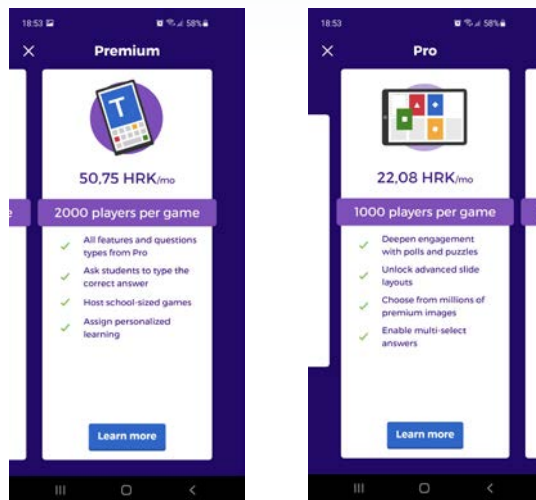 18:53
58%
Premium
T
50,75 HRK/mo
2000 players per game
All features and questions
types from Pro
Ask students to type the
correct answer
Host school-sized games
Assign personalized
learning
Learn more
18:53
58%
Pro
22,08 HRK/mo
1000 players per game
Deepen engagement
with polls and puzzles
Unlock advanced slide
layouts
Choose from millions of
premium images
Enable multi-select
answers
Learn more